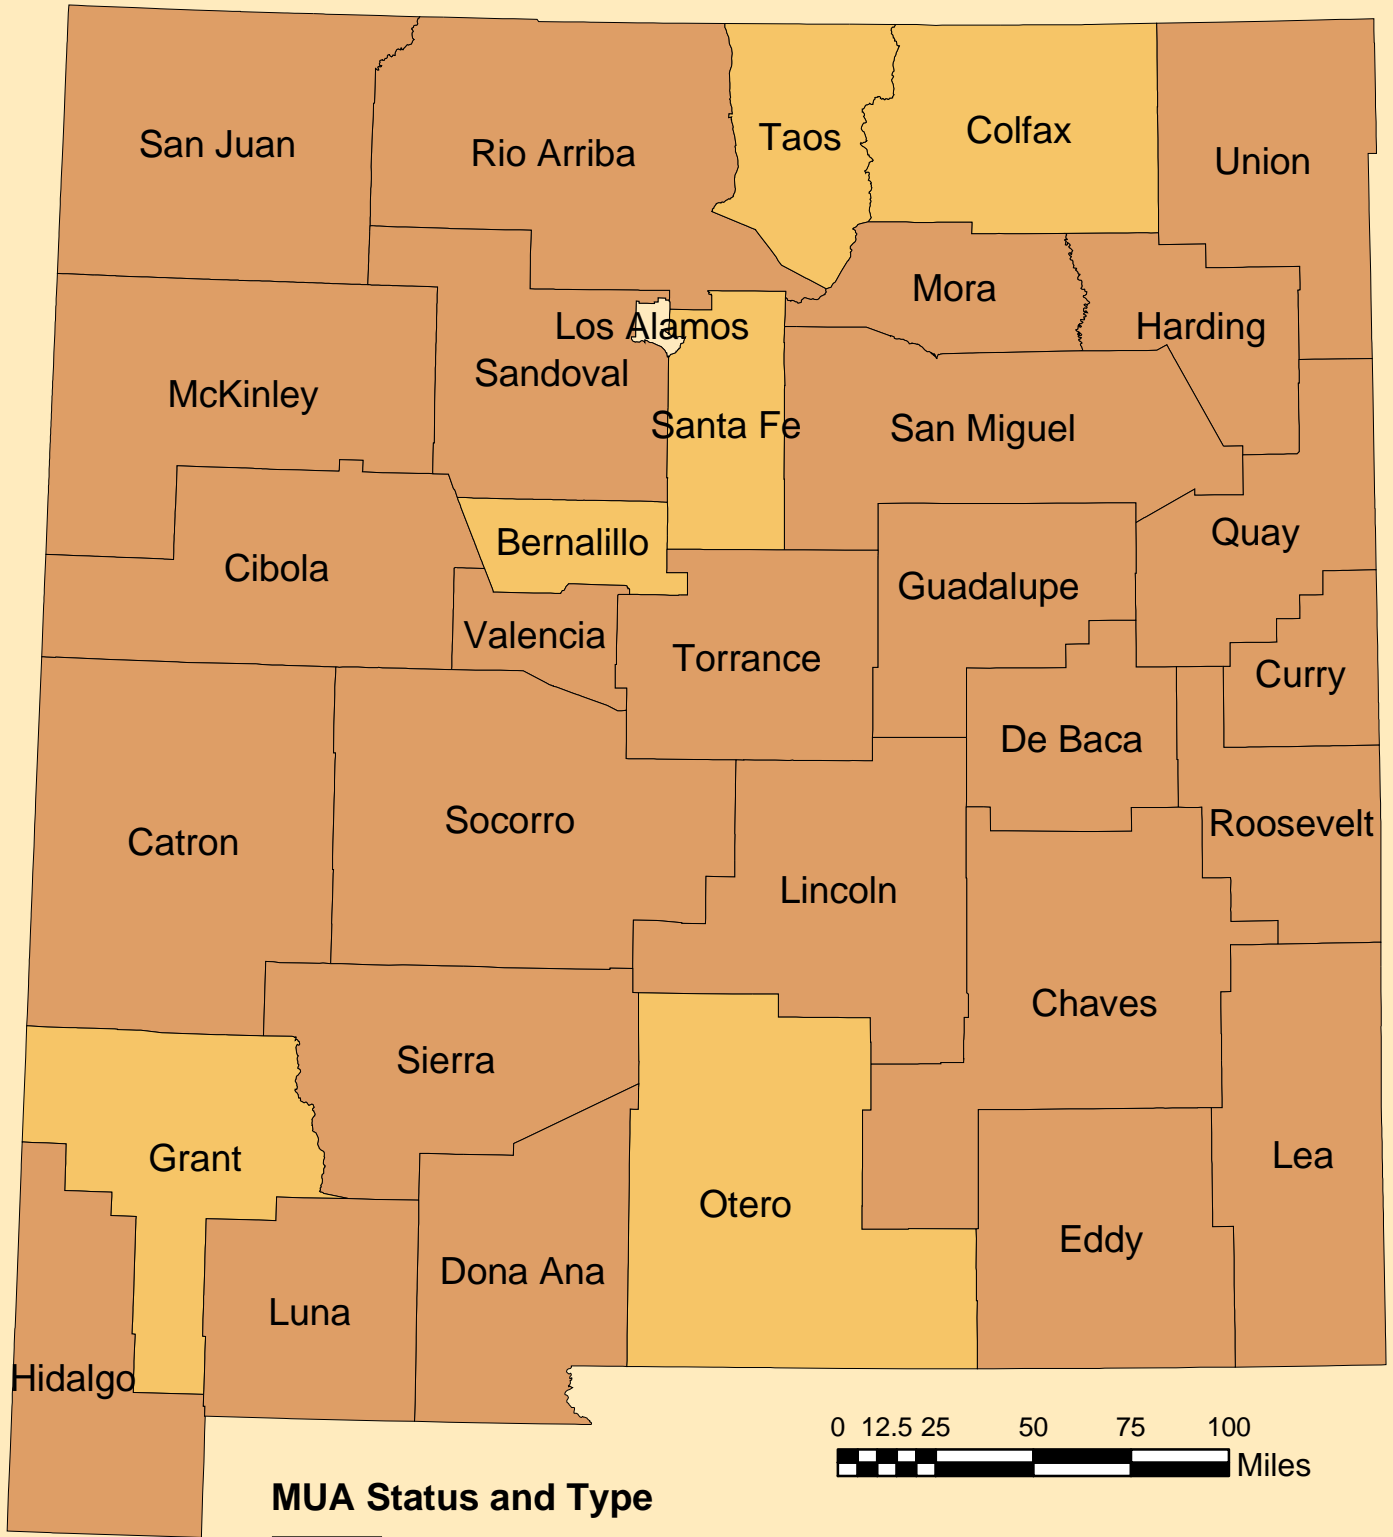 San Juan
Rio Arriba
Taos
Colfax
Union
Mora
Harding
Los Alamos
Sandoval
McKinley
Santa Fe
San Miguel
Quay
Bernalillo
Cibola
Guadalupe
Valencia
Torrance
Curry
De Baca
Socorro
Roosevelt
Catron
Lincoln
Chaves
Sierra
Grant
Lea
Otero
Eddy
Dona Ana
Luna
Hidalgo
0 12.5 25 50 75 100
Miles
MUA Status and Type